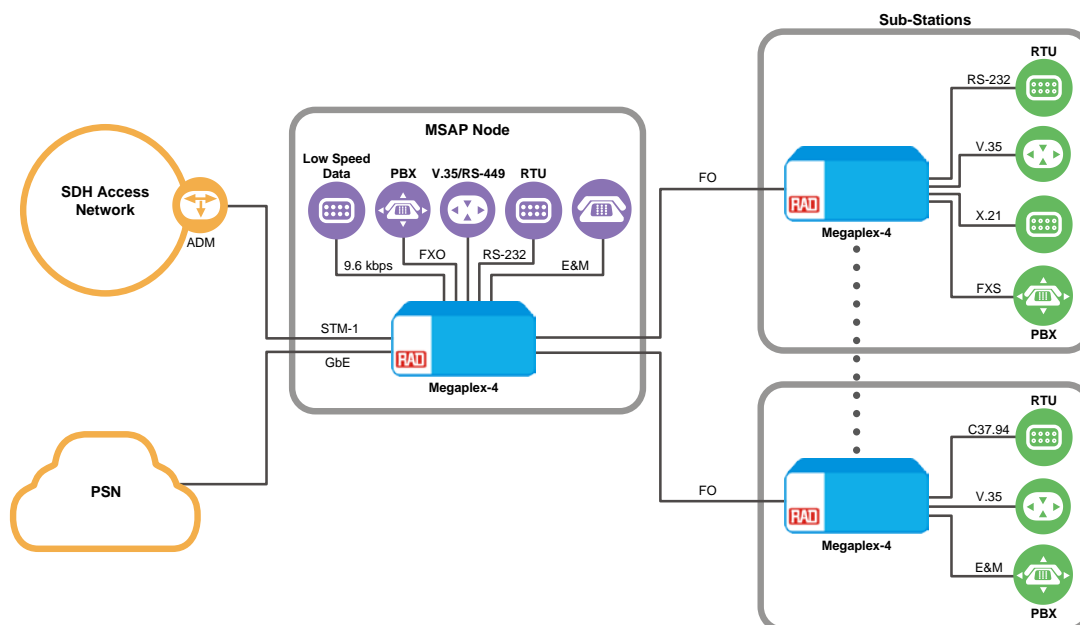 Sub-Stations
RTU
RS-232
V.35
X.21
FXS
PBX
FO
RAD
Megaplex-4
MSAP Node
Low Speed
Data
PBX
V.35/RS-449
RTU
9.6 kbps
FXO
RS-232
E&M
SDH Access
Network
ADM
STM-1
GbE
RAD
Megaplex-4
PSN
RTU
C37.94
V.35
E&M
PBX
FO
RAD
Megaplex-4